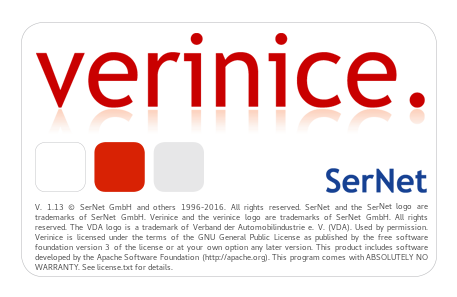 verinice.
SerNet
V. 1.13 © SerNet GmbH and others 1996-2016. All rights reserved. SerNet and the SerNet logo are
trademarks of SerNet GmbH. Verinice and the verinice logo are trademarks of SerNet GmbH. All rights
reserved. The VDA logo is a trademark of Verband der Automobilindustrie e. V. (VDA). Used by permission.
Verinice is licensed under the terms of the GNU General Public License as published by the free software
foundation version 3 of the license or at your own option any later version. This product includes software
developed by the Apache Software Foundation (http://apache.org). This program comes with ABSOLUTELY NO
WARRANTY. See license.txt for details.